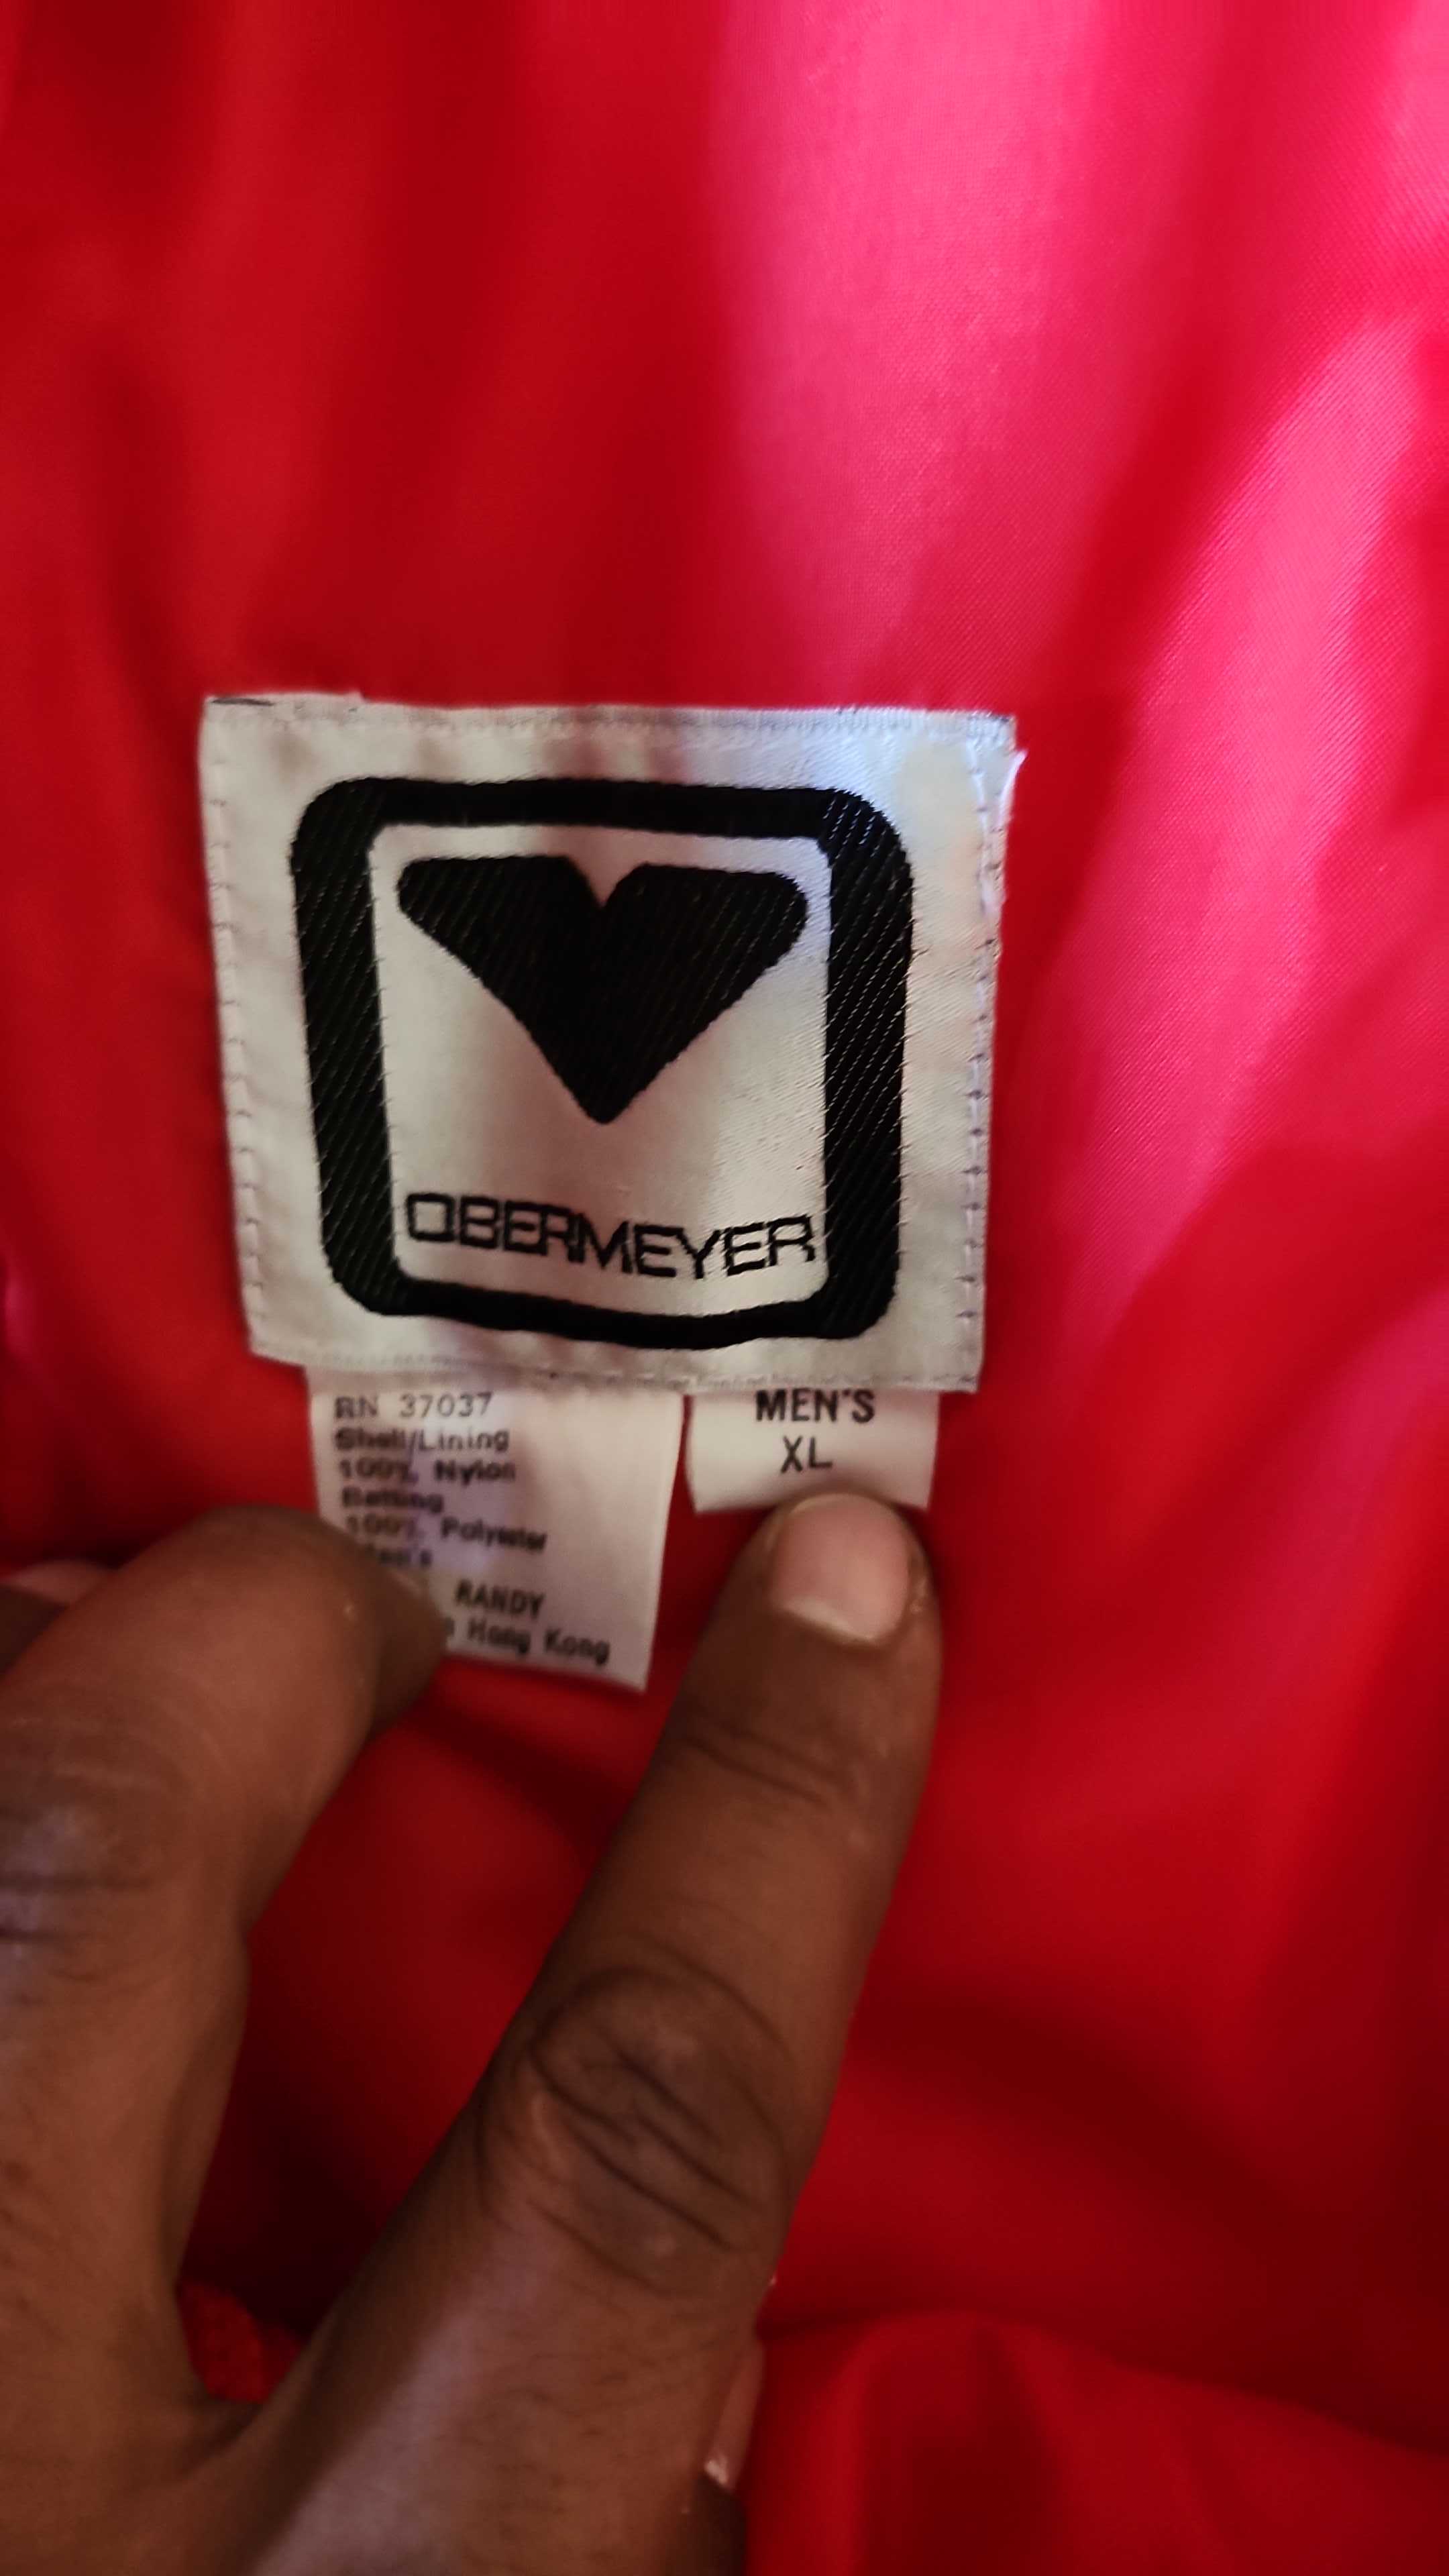 OBERMEYER
RN 37037
Shell/Lining
100% Nylon
Batting
100% Polyester
RANDY
Hong Kong
MEN'S
XL